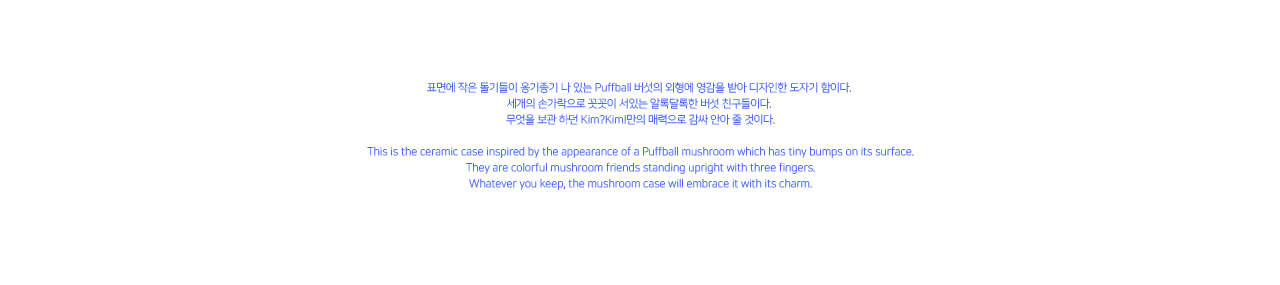 표면에 작은 돌기들이 옹기종기 나 있는 Puffball 버섯의 외형에 영감을 받아 디자인한 도자기 함이다.
세개의 손가락으로 꼿꼿이 서있는 알록달록한 버섯 친구들이다.
무엇을 보관 하던 Kim?Kim!만의 매력으로 감싸 안아 줄 것이다.
This is the ceramic case inspired by the appearance of a Puffball mushroom which has tiny bumps on its surface.
They are colorful mushroom friends standing upright with three fingers.
Whatever you keep, the mushroom case will embrace it with its charm.